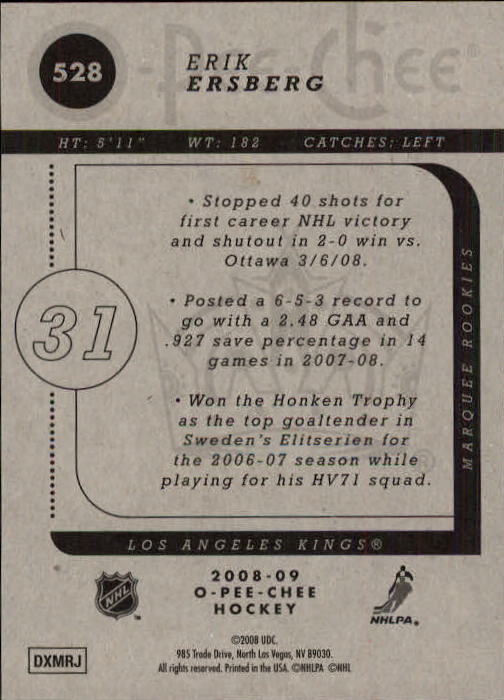 O-Pee-Chee®
528
ERIK
ERSBERG
HT: 5'11" WT: 182 CATCHES: LEFT
• Stopped 40 shots for
first career NHL victory
and shutout in 2-0 win vs.
Ottawa 3/6/08.
31
• Posted a 6-5-3 record to
go with a 2.48 GAA and
.927 save percentage in 14
games in 2007-08.
• Won the Honken Trophy
as the top goaltender in
Sweden's Elitserien for
the 2006-07 season while
playing for his HV71 squad.
MARQUEE ROOKIES
LOS ANGELES KINGS®
NHL
2008-09
O-PEE-CHEE
HOCKEY
NHLPA.
©2008 UDC.
985 Trade Drive, North Las Vegas, NV 89030.
All rights reserved. Printed in the USA. ©NHLPA ©NHL
DXMRJ